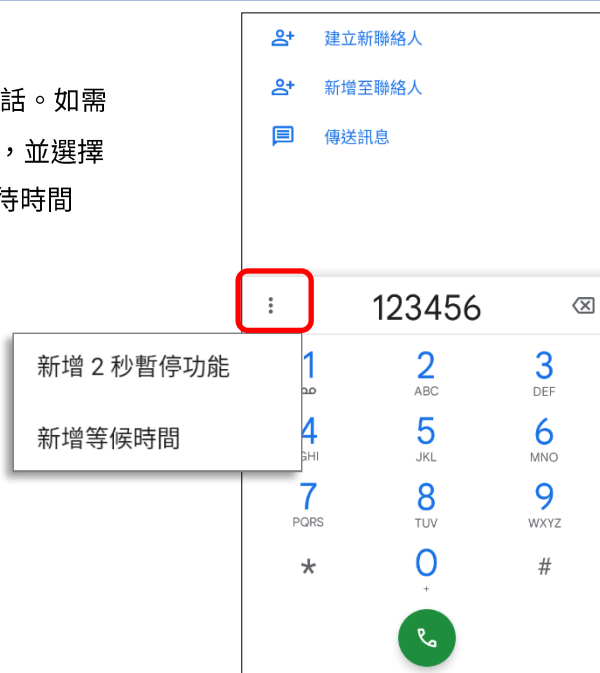 話。如需
，並選擇
待時間
建立新聯絡人
新增至聯絡人
傳送訊息
123456
新增 2 秒暫停功能
新增等候時間
1
2
ABC
3
DEF
4
GHI
5
JKL
6
MNO
7
PQRS
8
TUV
9
WXYZ
*
0
+
#